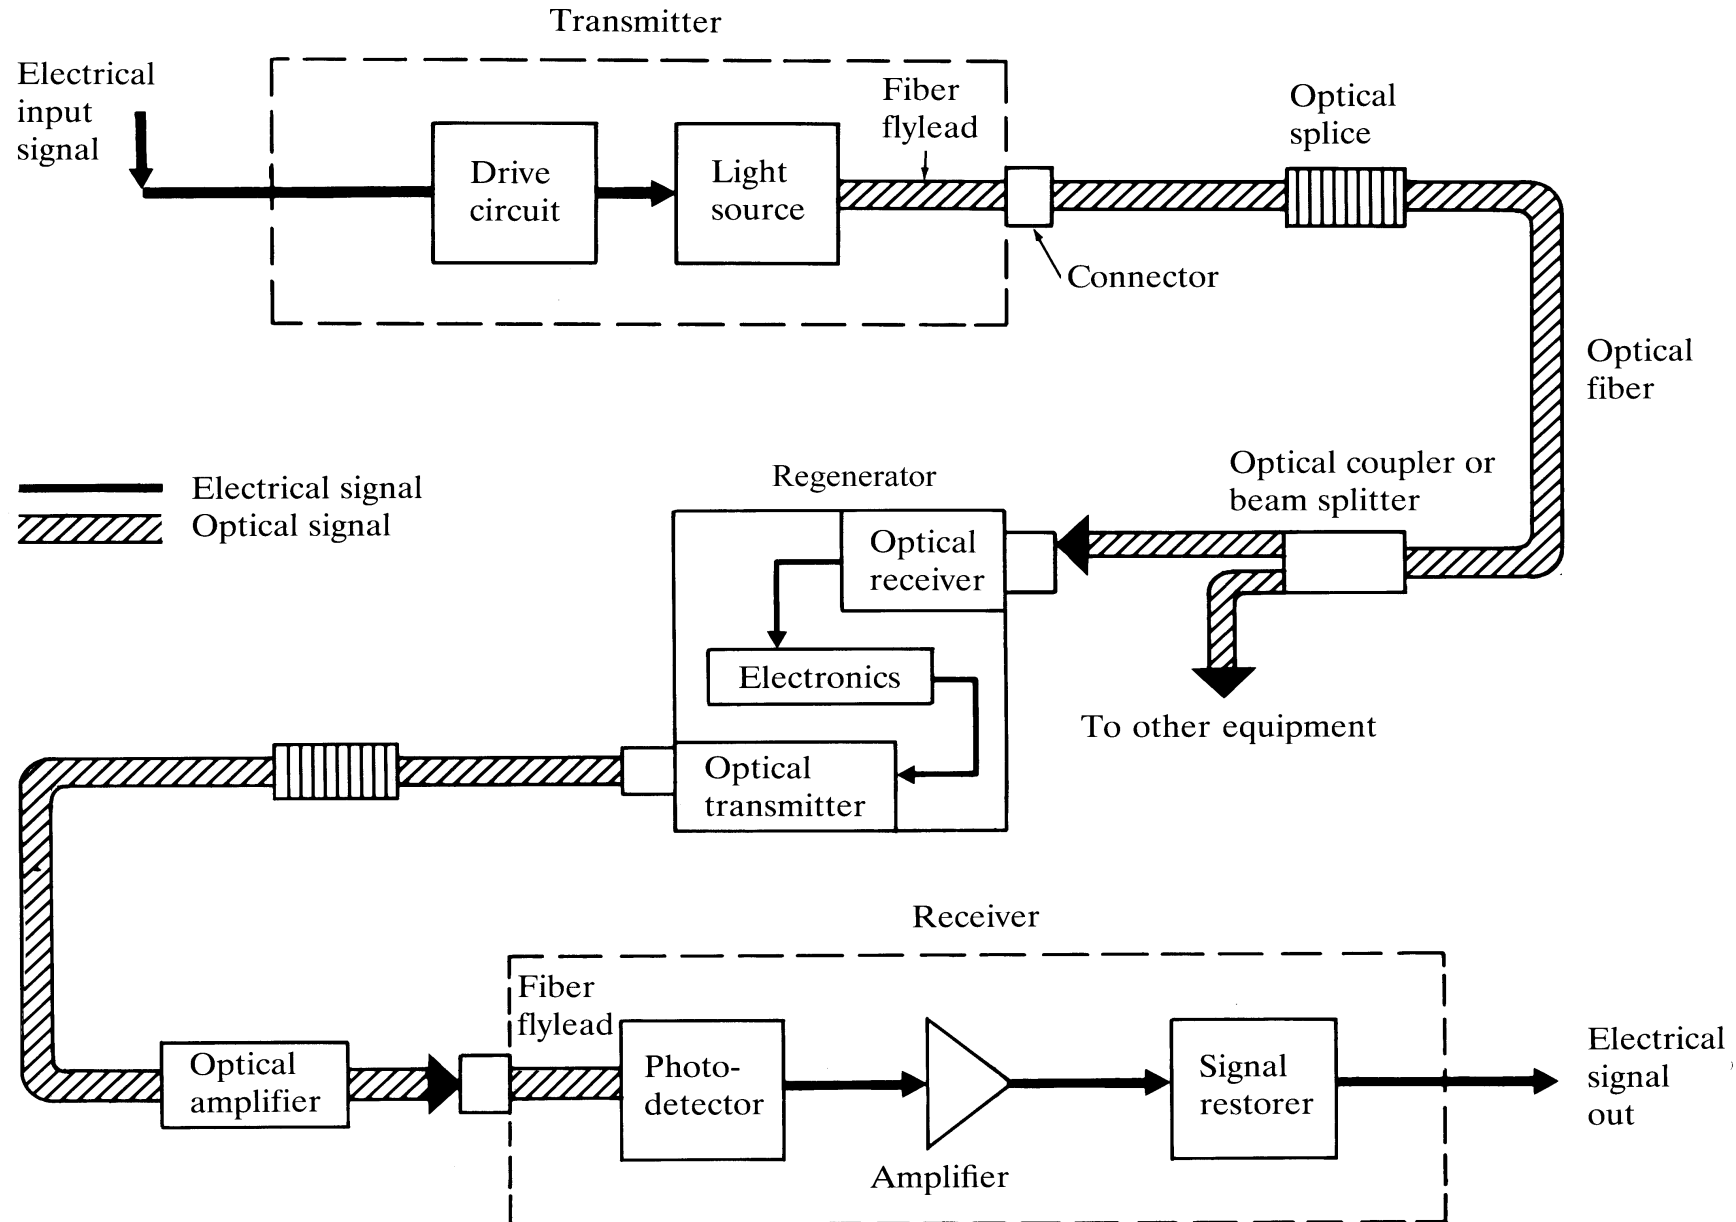 Transmitter
Electrical
input
signal
Drive
circuit
Light
source
Fiber
flylead
Connector
Optical
splice
Optical
fiber
Electrical signal
Optical signal
Regenerator
Optical
receiver
Electronics
Optical
transmitter
Optical coupler or
beam splitter
To other equipment
Receiver
Optical
amplifier
Fiber
flylead
Photo-
detector
Amplifier
Signal
restorer
Electrical
signal
out